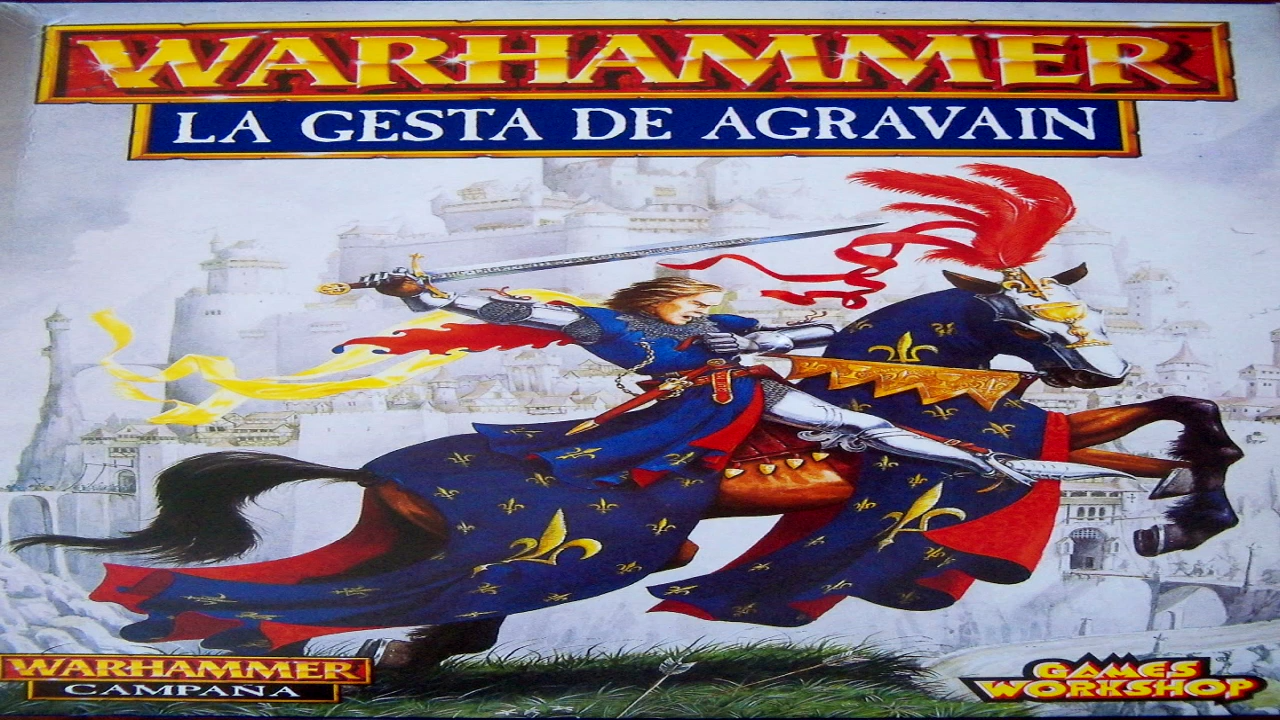 WARHAMMER
LA GESTA DE AGRAVAIN
WARHAMMER
CAMPAÑA
GAMES
WORKSHOP